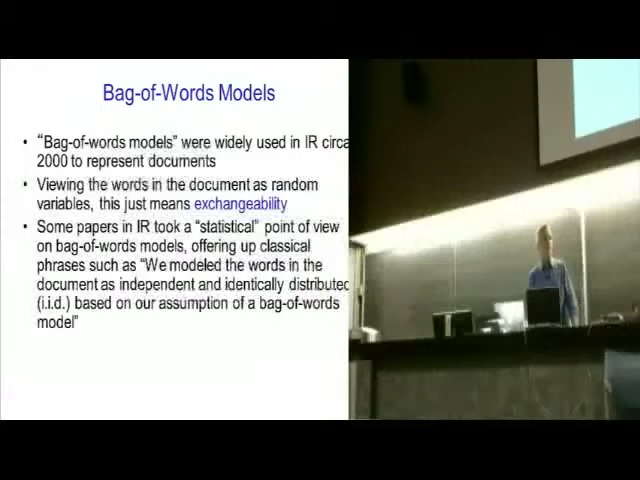 Bag-of-Words Models
• "Bag-of-words models" were widely used in IR circa
2000 to represent documents
• Viewing the words in the document as random
variables, this just means exchangeability
• Some papers in IR took a "statistical" point of view
on bag-of-words models, offering up classical
phrases such as "We modeled the words in the
document as independent and identically distributed
(i.i.d.) based on our assumption of a bag-of-words
model"